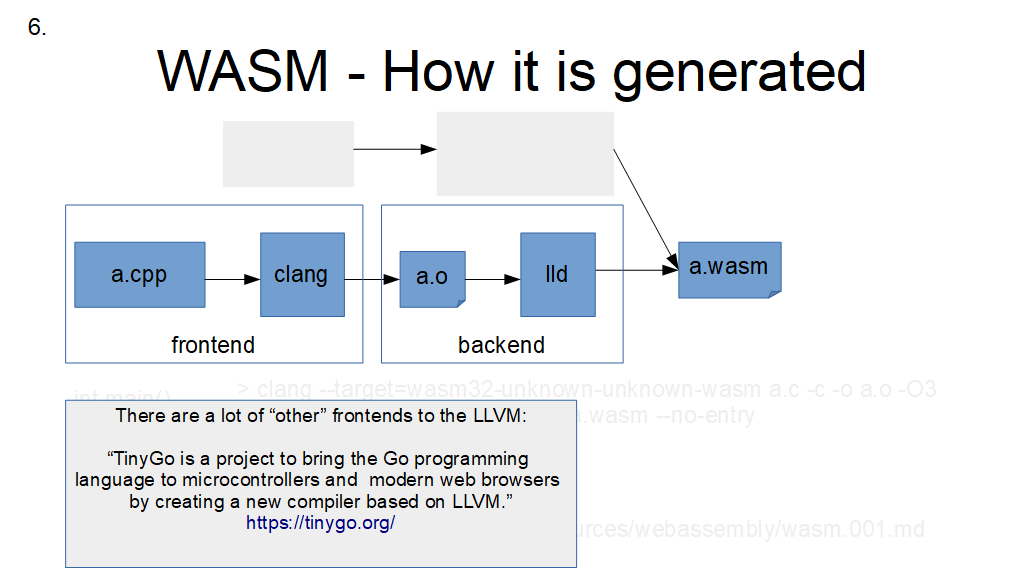 6.
WASM - How it is generated
a.cpp
clang
a.o
lld
a.wasm
frontend
backend
int main()
> clang --target=wasm32-unknown-unknown-wasm a.c -c -o a.o -O3
a.wasm --no-entry
There are a lot of “other” frontends to the LLVM:
“TinyGo is a project to bring the Go programming
language to microcontrollers and modern web browsers
by creating a new compiler based on LLVM.”
https://tinygo.org/
urces/webassembly/wasm.001.md